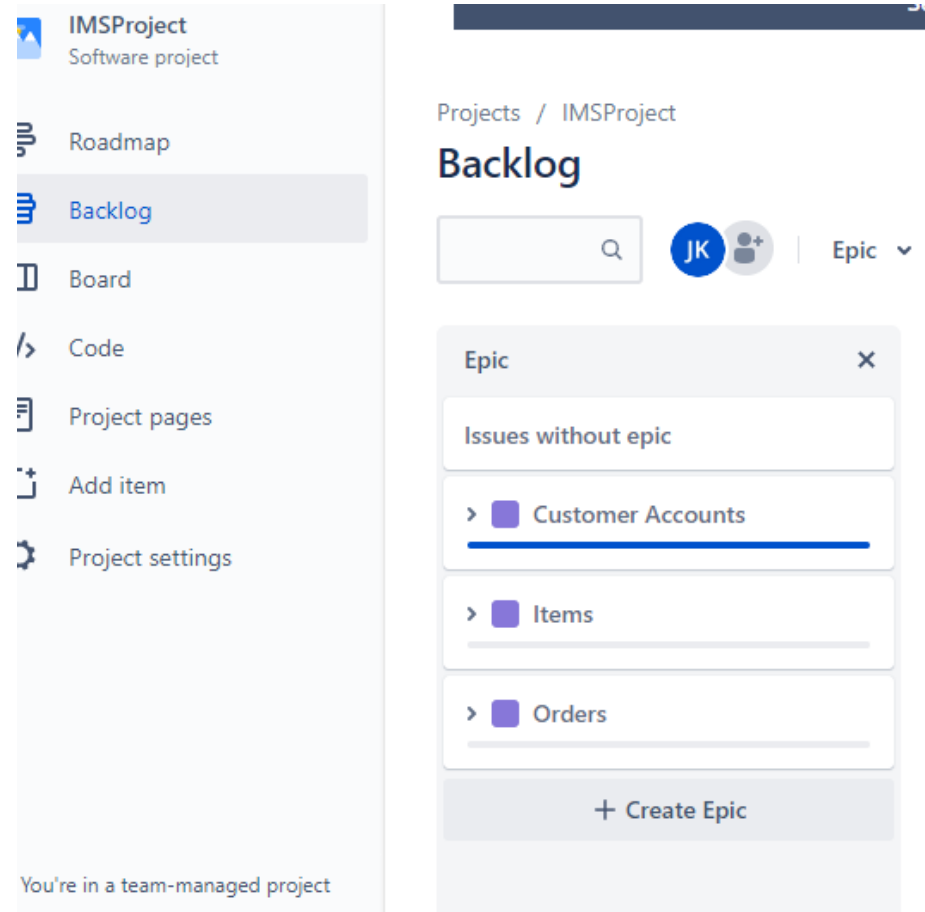 IMSProject
Software project
Roadmap
Backlog
Board
Code
Project pages
Add item
Project settings
You're in a team-managed project
Projects / IMSProject
Backlog
JK
Epic
Epic
Issues without epic
Customer Accounts
Items
Orders
+ Create Epic